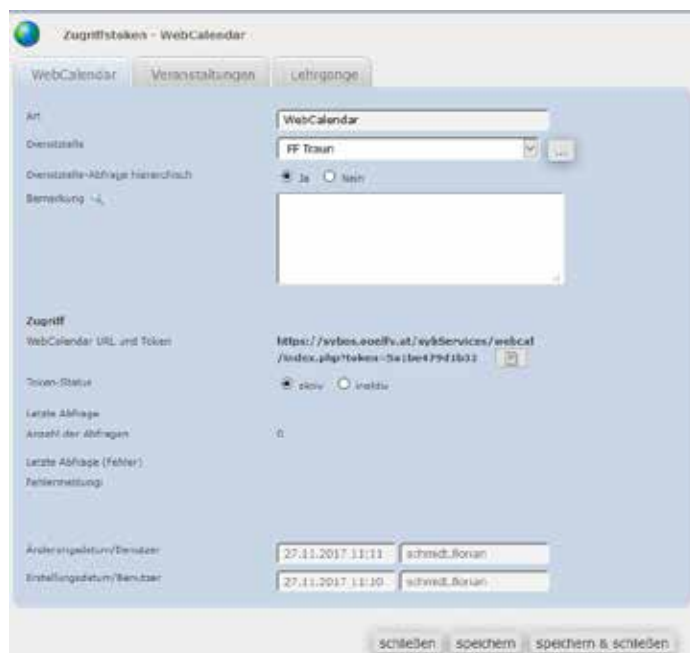 Zugriffstoken - WebCalendar
WebCalendar Veranstaltungen Lehrgänge
Art WebCalendar
Dienststelle FF Traun ...
Dienststelle-Abfrage hierarchisch Ja Nein
Bemerkung
Zugriff
WebCalendar URL und Token https://sybos.ooelfv.at/sybServices/webcal
/index.php?token=5a1be479d1b32
Token-Status aktiv inaktiv
Letzte Abfrage
Anzahl der Abfragen 0
Letzte Abfrage (Fehler)
Fehlermeldung:
Änderungsdatum/Benutzer 27.11.2017 11:11 schmidt.florian
Erstellungsdatum/Benutzer 27.11.2017 11:10 schmidt.florian
schließen speichern speichern & schließen